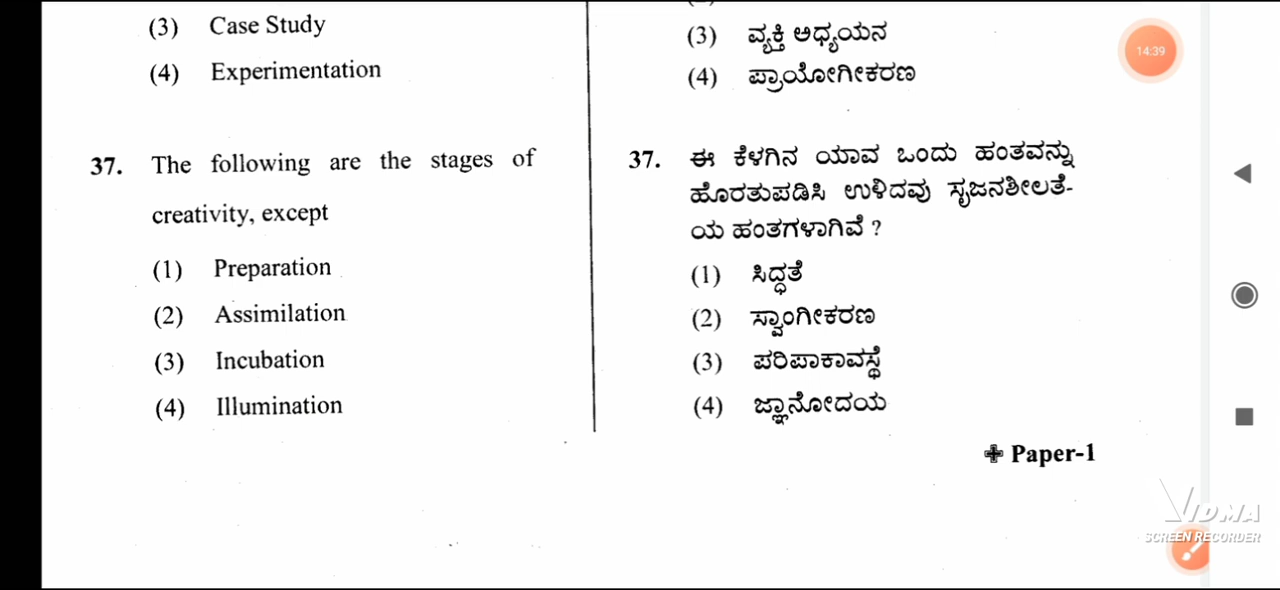 (3) Case Study
(4) Experimentation
37. The following are the stages of
creativity, except
(1) Preparation
(2) Assimilation
(3) Incubation
(4) Illumination
(3) ವ್ಯಕ್ತಿ ಅಧ್ಯಯನ
(4) ಪ್ರಾಯೋಗೀಕರಣ
37. ಈ ಕೆಳಗಿನ ಯಾವ ಒಂದು ಹಂತವನ್ನು
ಹೊರತುಪಡಿಸಿ ಉಳಿದವು ಸೃಜನಶೀಲತೆ-
ಯ ಹಂತಗಳಾಗಿವೆ ?
(1) ಸಿದ್ಧತೆ
(2) ಸ್ವಾಂಗೀಕರಣ
(3) ಪರಿಪಾಕಾವಸ್ಥೆ
(4) ಜ್ಞಾನೋದಯ
✙ Paper-1
14:39
VIDMA
SCREEN RECORDER